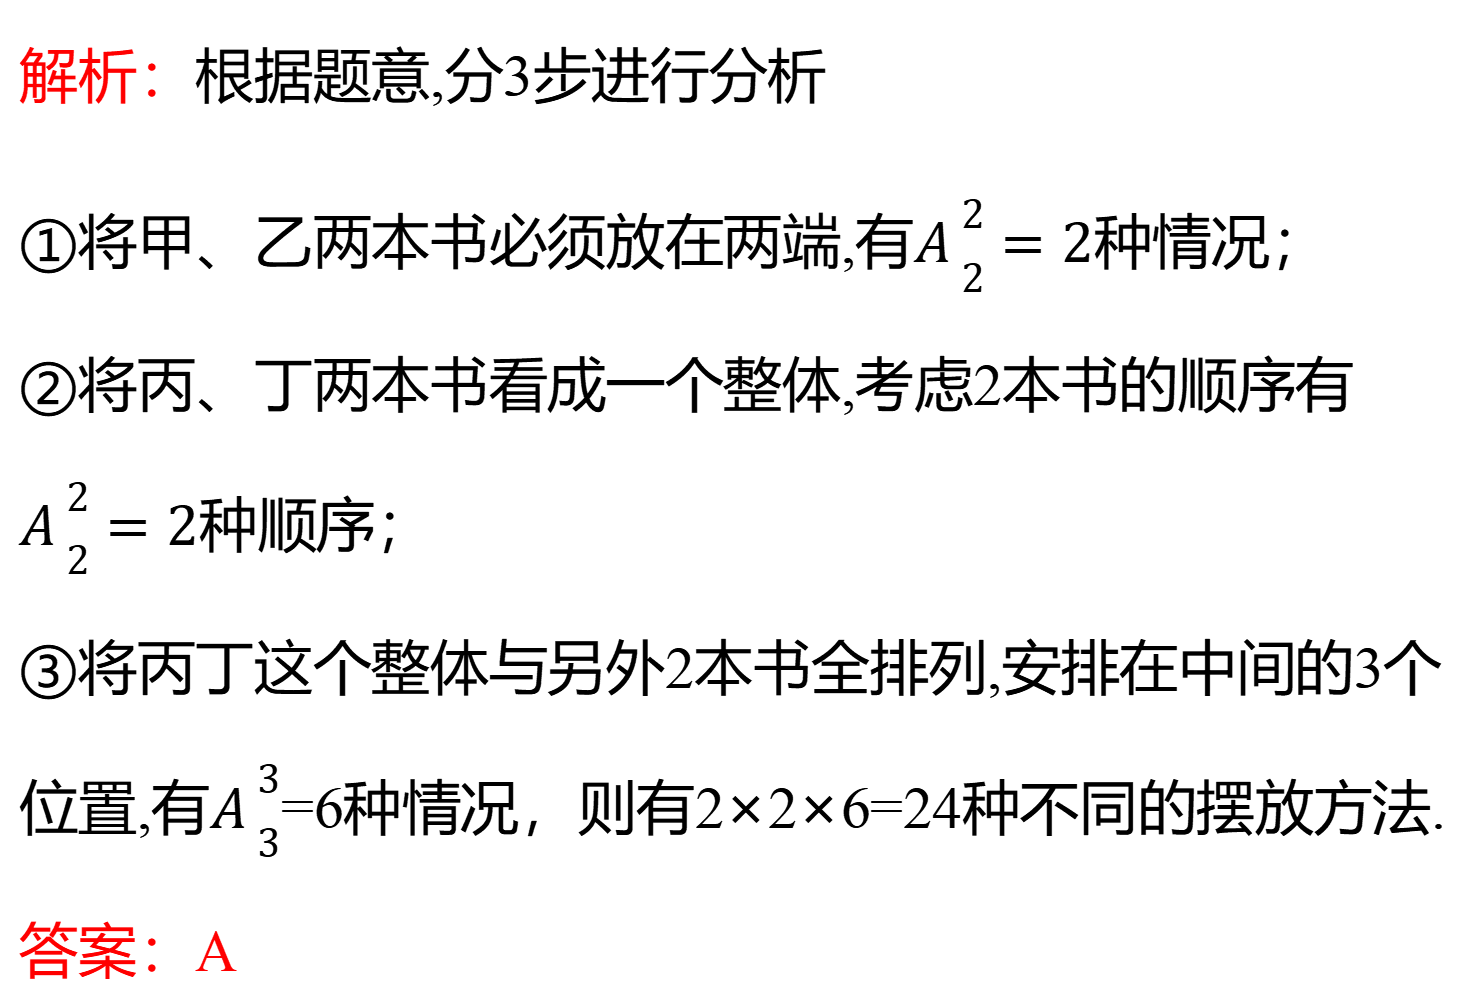 解析：根据题意,分3步进行分析
①将甲、乙两本书必须放在两端,有$A_2^2=2$种情况；
②将丙、丁两本书看成一个整体,考虑2本书的顺序有
$A_2^2=2$种顺序；
③将丙丁这个整体与另外2本书全排列,安排在中间的3个
位置,有$A_3^3$=6种情况，则有2×2×6=24种不同的摆放方法.
答案：A